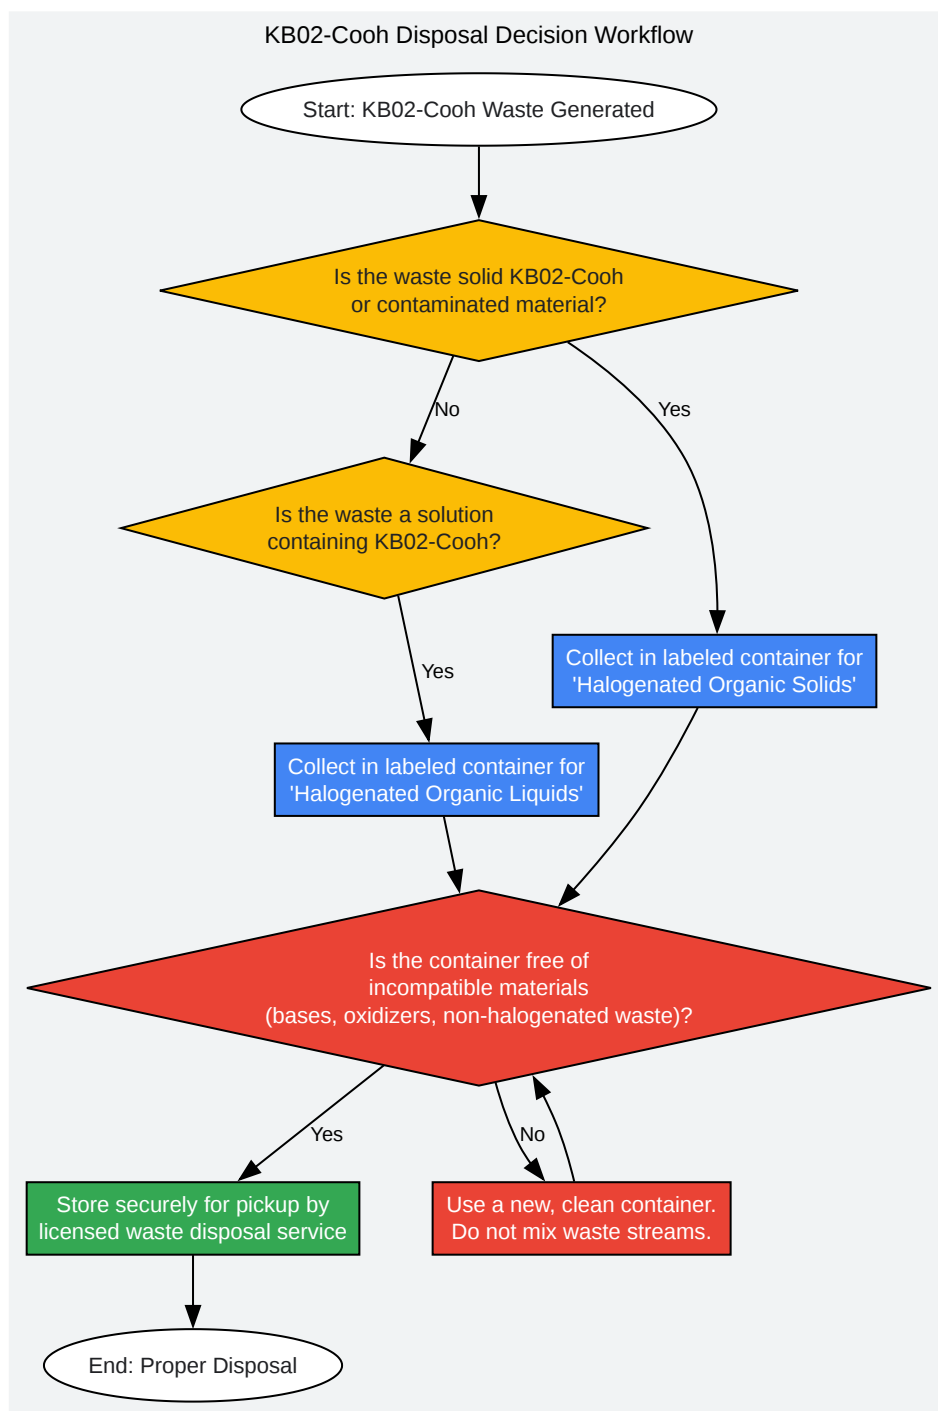 KB02-Cooh Disposal Decision Workflow
Start: KB02-Cooh Waste Generated
Is the waste solid KB02-Cooh
or contaminated material?
No
Yes
Is the waste a solution
containing KB02-Cooh?
Yes
Collect in labeled container for
'Halogenated Organic Solids'
Collect in labeled container for
'Halogenated Organic Liquids'
Is the container free of
incompatible materials
(bases, oxidizers, non-halogenated waste)?
Yes
No
Store securely for pickup by
licensed waste disposal service
Use a new, clean container.
Do not mix waste streams.
End: Proper Disposal